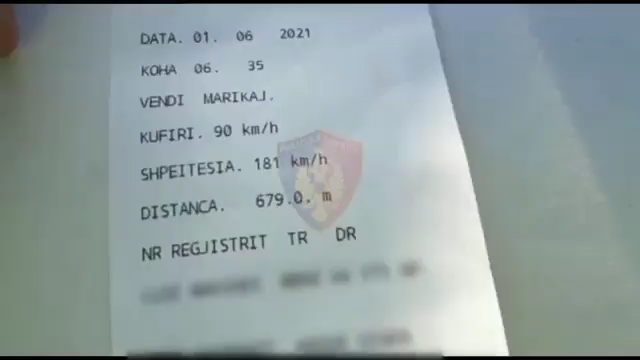 DATA. 01. 06 2021
KOHA 06. 35
VENDI MARIKAJ.
KUFIRI. 90 km/h
SHPEITESIA. 181 km/h
DISTANCA. 679.0. m
NR REGJISTRIT TR DR